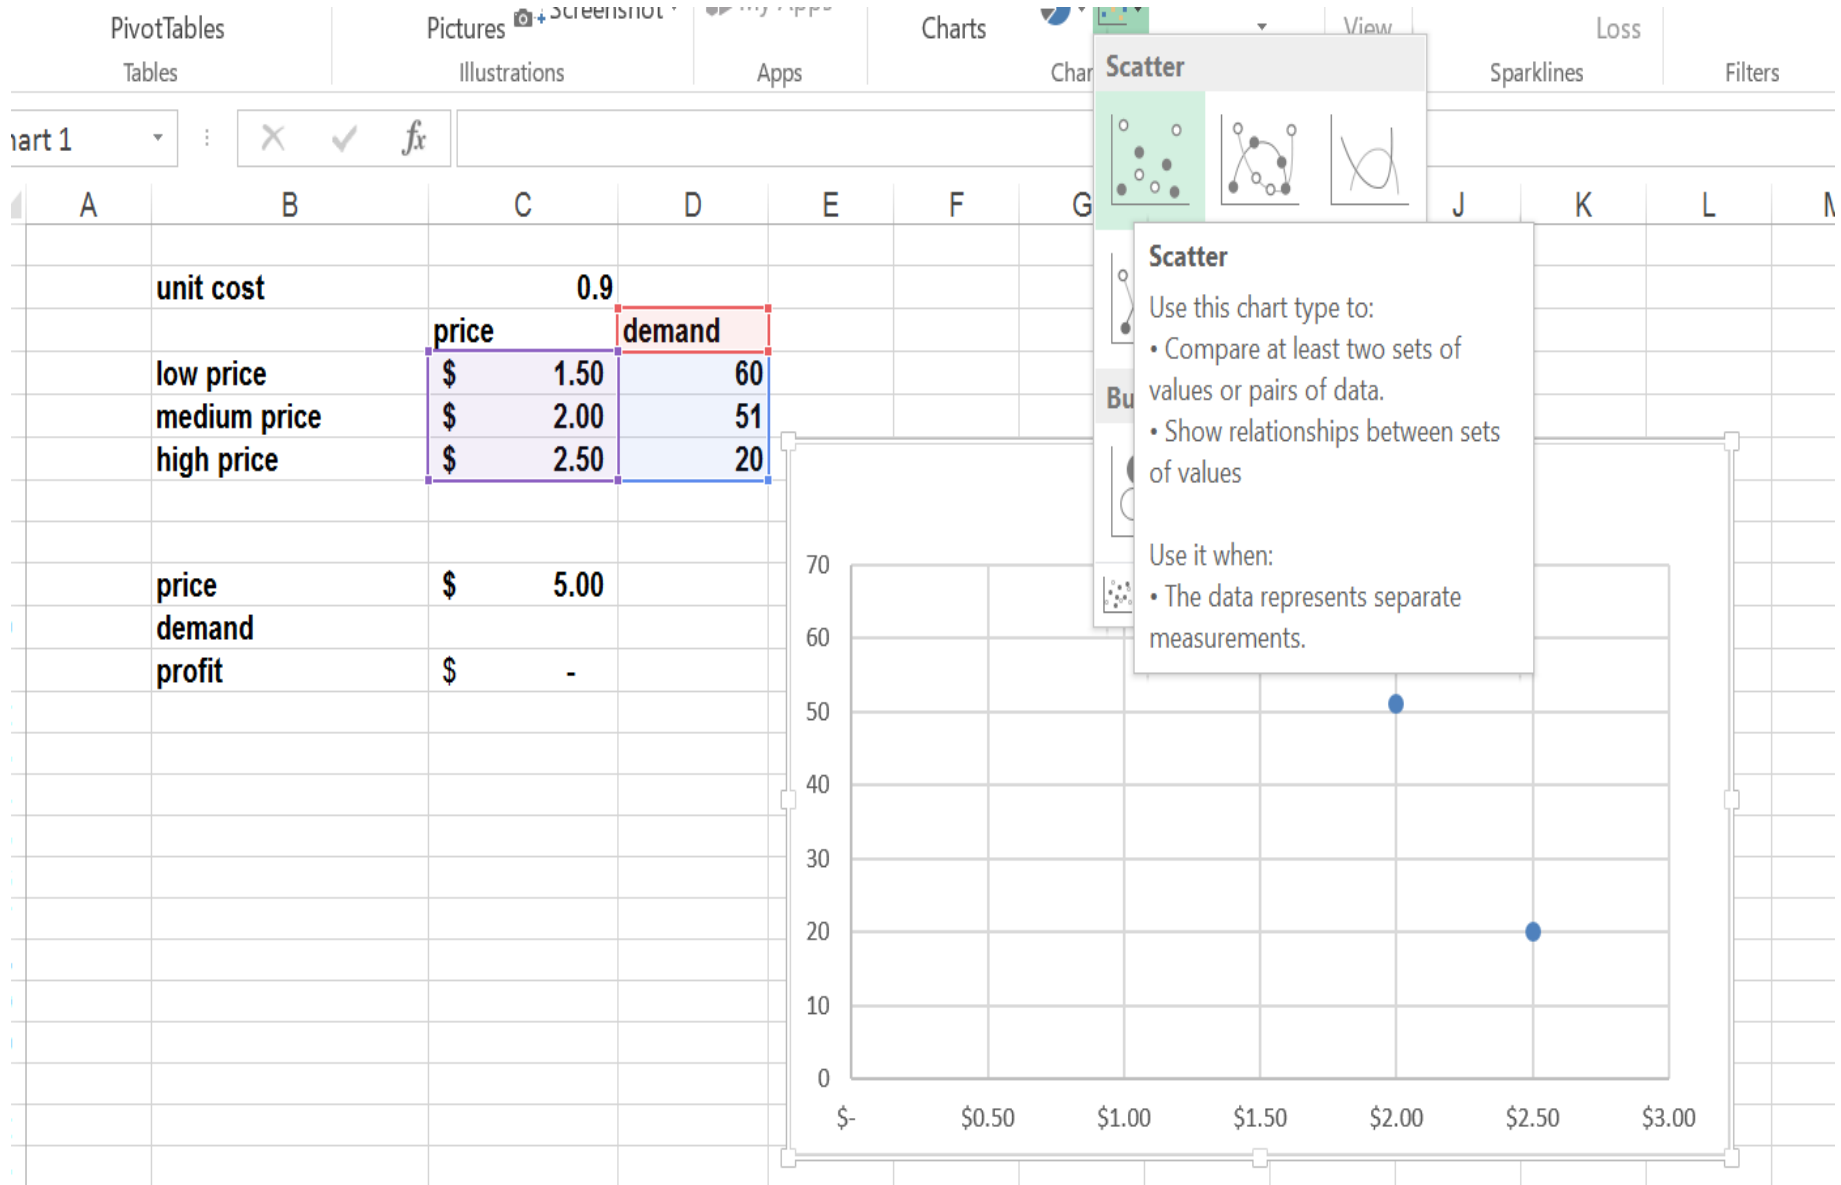 PivotTables Pictures Screenshot My Apps Charts View Loss
Tables Illustrations Apps Char Sparklines Filters
Scatter
hart 1 fx
A B C D E F G J K L M
Scatter
Use this chart type to:
• Compare at least two sets of
values or pairs of data.
• Show relationships between sets
of values
Use it when:
• The data represents separate
measurements.
Bu
unit cost 0.9
price demand
low price $ 1.50 60
medium price $ 2.00 51
high price $ 2.50 20
price $ 5.00
demand
profit $ -
70
60
50
40
30
20
10
0
$- $0.50 $1.00 $1.50 $2.00 $2.50 $3.00